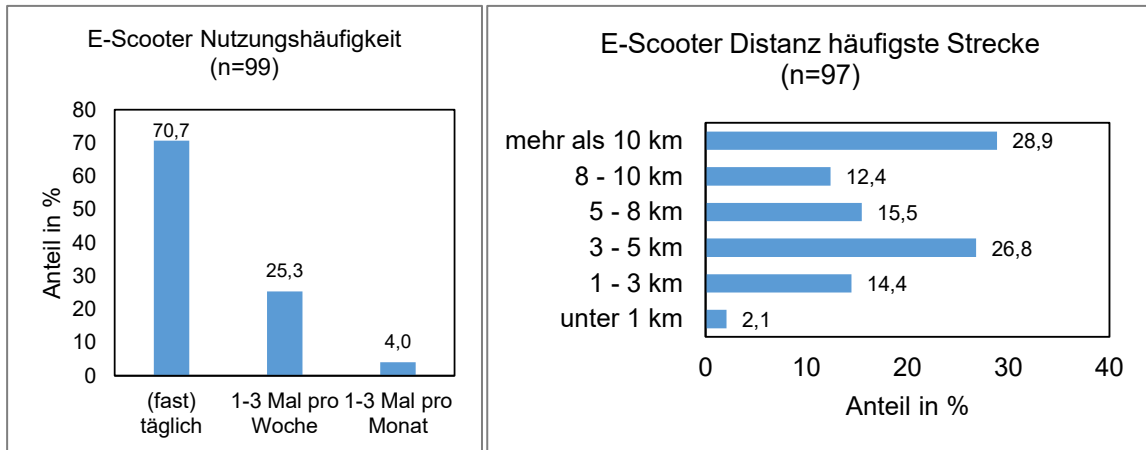 E-Scooter Nutzungshäufigkeit
(n=99)
Anteil in %
80
70
60
50
40
30
20
10
0
70,7
25,3
4,0
(fast)
täglich
1-3 Mal pro
Woche
1-3 Mal pro
Monat
E-Scooter Distanz häufigste Strecke
(n=97)
mehr als 10 km
28,9
8 - 10 km
12,4
5 - 8 km
15,5
3 - 5 km
26,8
1 - 3 km
14,4
unter 1 km
2,1
0
10
20
30
40
Anteil in %